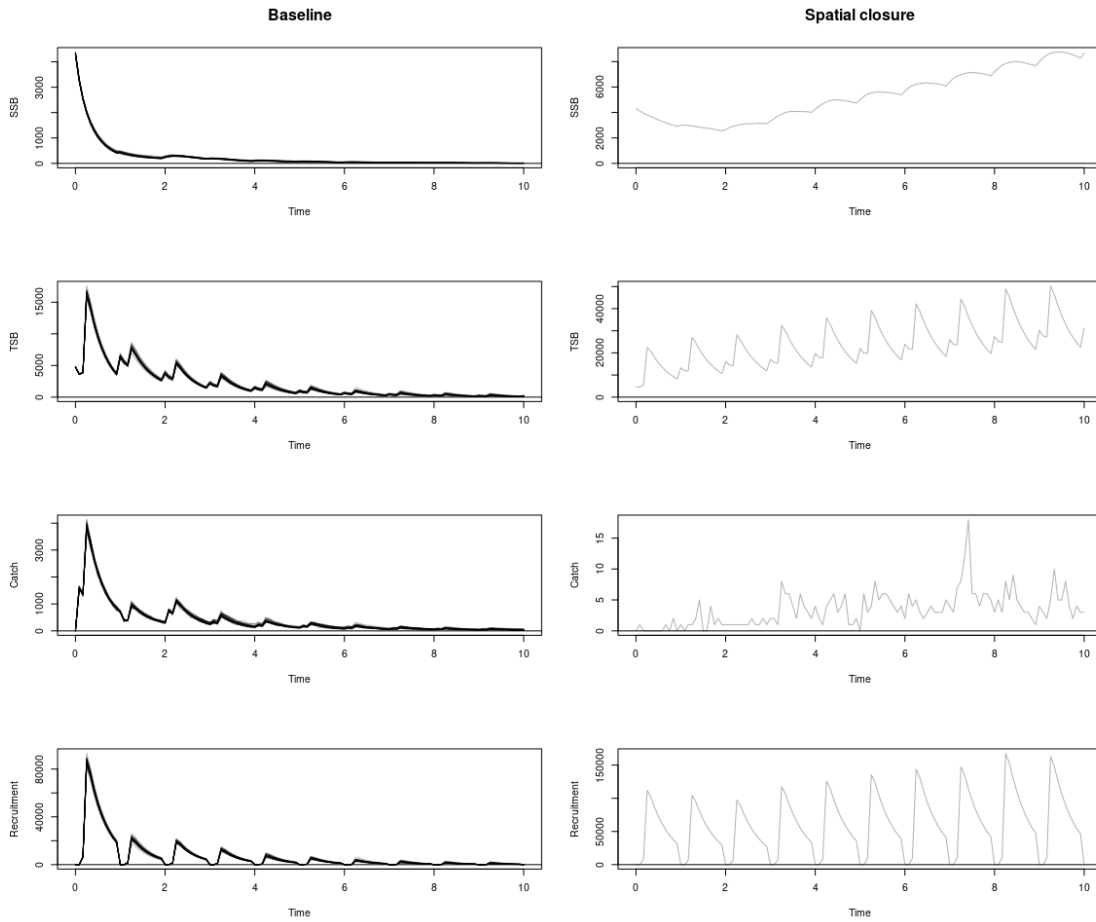 Baseline Spatial closure
SSB 0 1000 3000
0 2 4 6 8 10
Time
SSB 0 2000 6000
0 2 4 6 8 10
Time
TSB 0 5000 15000
0 2 4 6 8 10
Time
TSB 0 20000 40000
0 2 4 6 8 10
Time
Catch 0 1000 3000
0 2 4 6 8 10
Time
Catch 0 5 10 15
0 2 4 6 8 10
Time
Recruitment 0 40000 80000
0 2 4 6 8 10
Time
Recruitment 0 50000 150000
0 2 4 6 8 10
Time